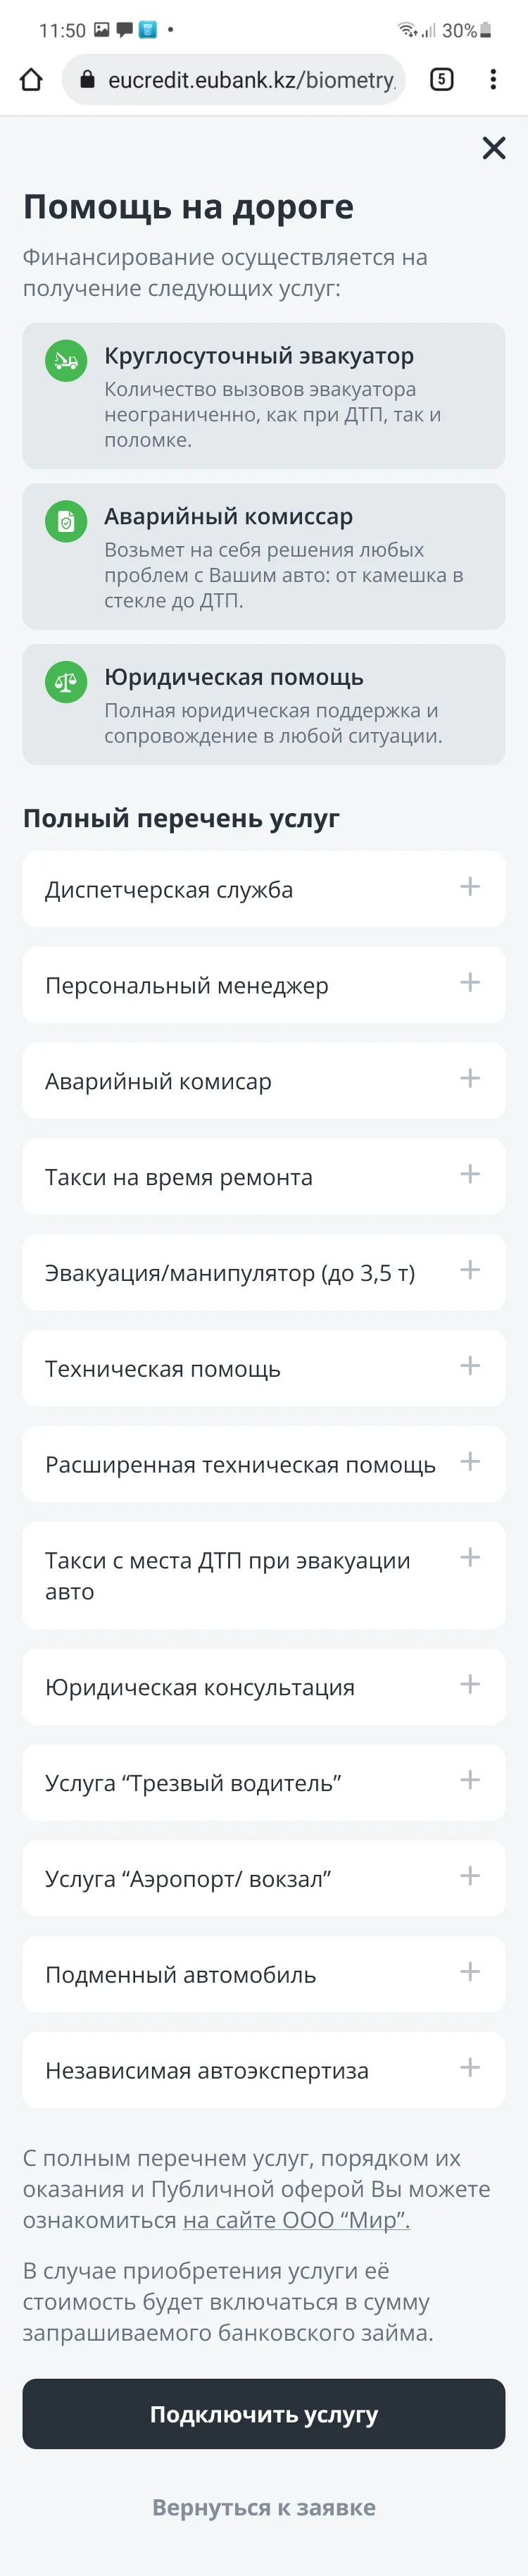 11:50
30%
eucredit.eubank.kz/biometry
5
Помощь на дороге
Финансирование осуществляется на
получение следующих услуг:
Круглосуточный эвакуатор
Количество вызовов эвакуатора
неограниченно, как при ДТП, так и
поломке.
Аварийный комиссар
Возьмет на себя решения любых
проблем с Вашим авто: от камешка в
стекле до ДТП.
Юридическая помощь
Полная юридическая поддержка и
сопровождение в любой ситуации.
Полный перечень услуг
Диспетчерская служба
Персональный менеджер
Аварийный комисар
Такси на время ремонта
Эвакуация/манипулятор (до 3,5 т)
Техническая помощь
Расширенная техническая помощь
Такси с места ДТП при эвакуации
авто
Юридическая консультация
Услуга “Трезвый водитель”
Услуга “Аэропорт/ вокзал”
Подменный автомобиль
Независимая автоэкспертиза
С полным перечнем услуг, порядком их
оказания и Публичной оферой Вы можете
ознакомиться на сайте ООО “Мир”.
В случае приобретения услуги её
стоимость будет включаться в сумму
запрашиваемого банковского займа.
Подключить услугу
Вернуться к заявке